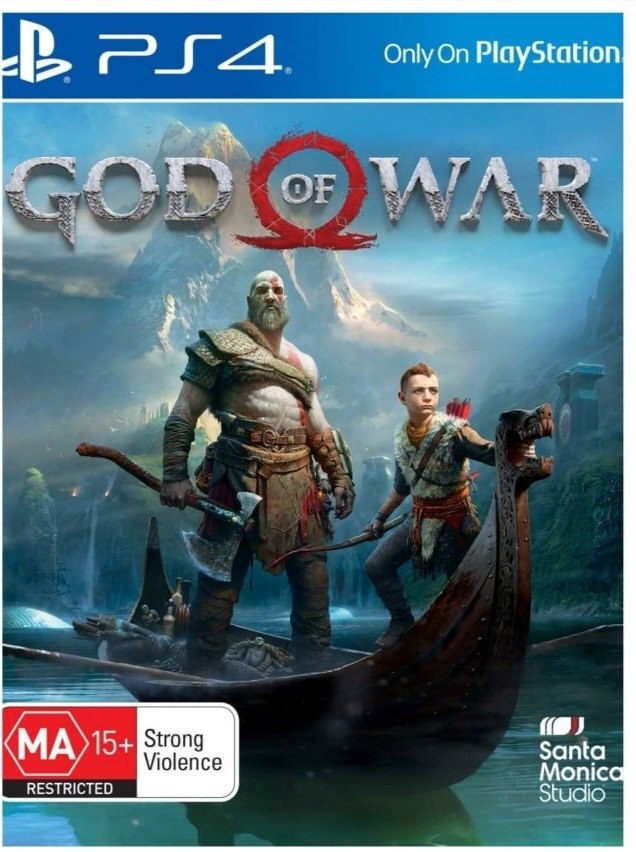 PS4
Only On PlayStation
GOD OF WAR
MA 15+
RESTRICTED
Strong
Violence
Santa
Monica
Studio